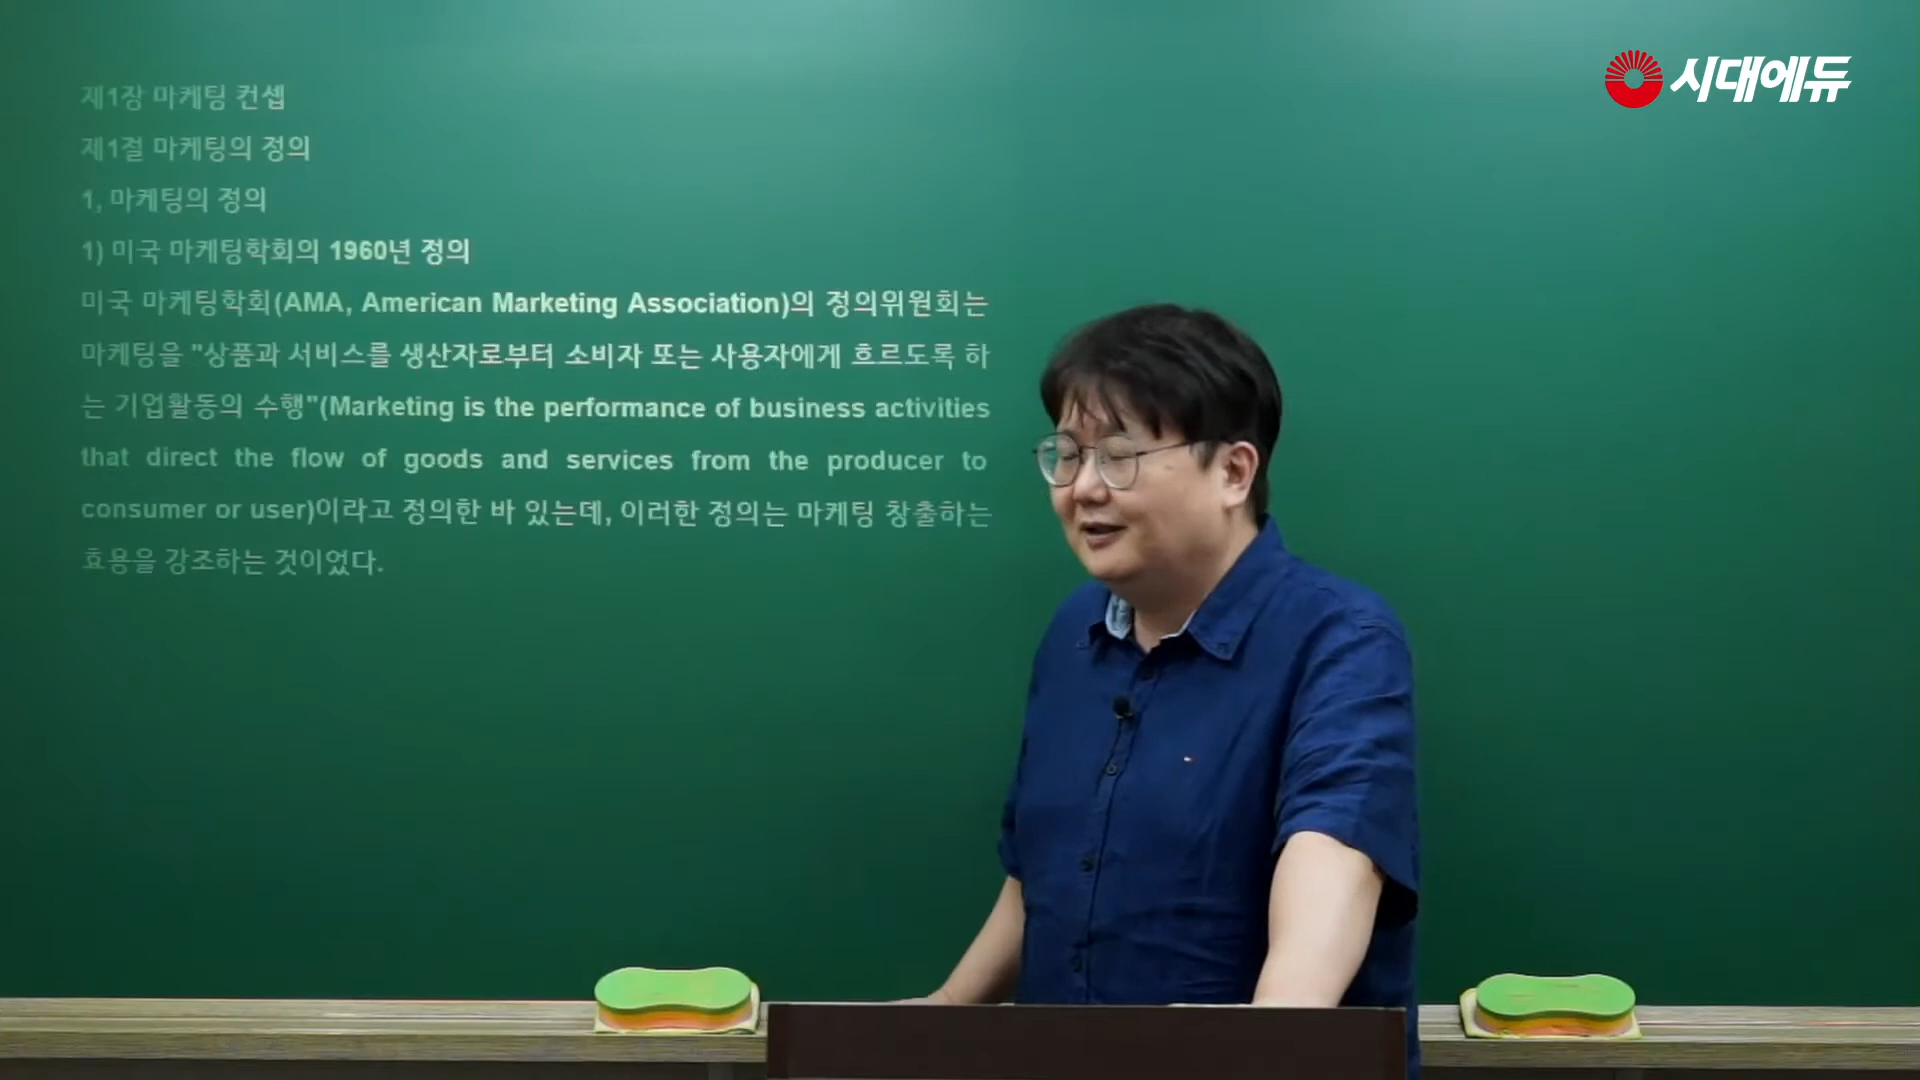 시대에듀
제1장 마케팅 컨셉
제1절 마케팅의 정의
1, 마케팅의 정의
1) 미국 마케팅학회의 1960년 정의
미국 마케팅학회(AMA, American Marketing Association)의 정의위원회는
마케팅을 "상품과 서비스를 생산자로부터 소비자 또는 사용자에게 흐르도록 하
는 기업활동의 수행"(Marketing is the performance of business activities
that direct the flow of goods and services from the producer to
consumer or user)이라고 정의한 바 있는데, 이러한 정의는 마케팅 창출하는
효용을 강조하는 것이었다.